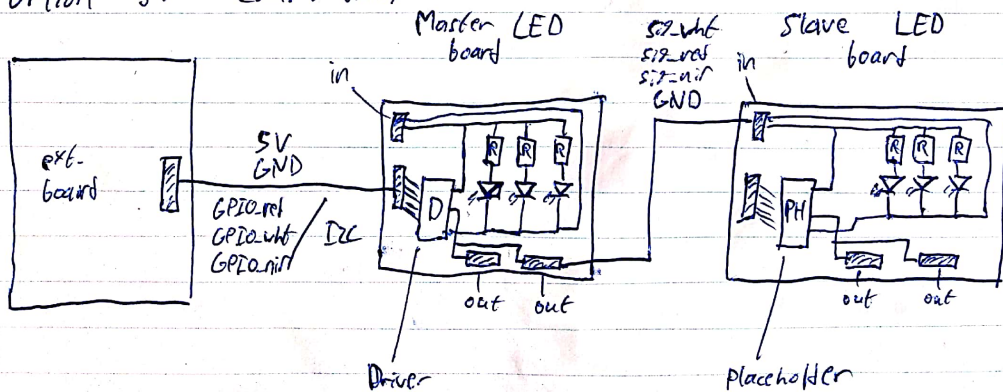 Master LED
board
sig_wht
sig_red
sig_nir
GND
Slave LED
board
in
in
ext-
board
5V
GND
GPIO_red
GPIO_wht
GPIO_nir
/ I2C
R
R
R
D
R
R
R
PH
out
out
out
out
Driver
placeholder